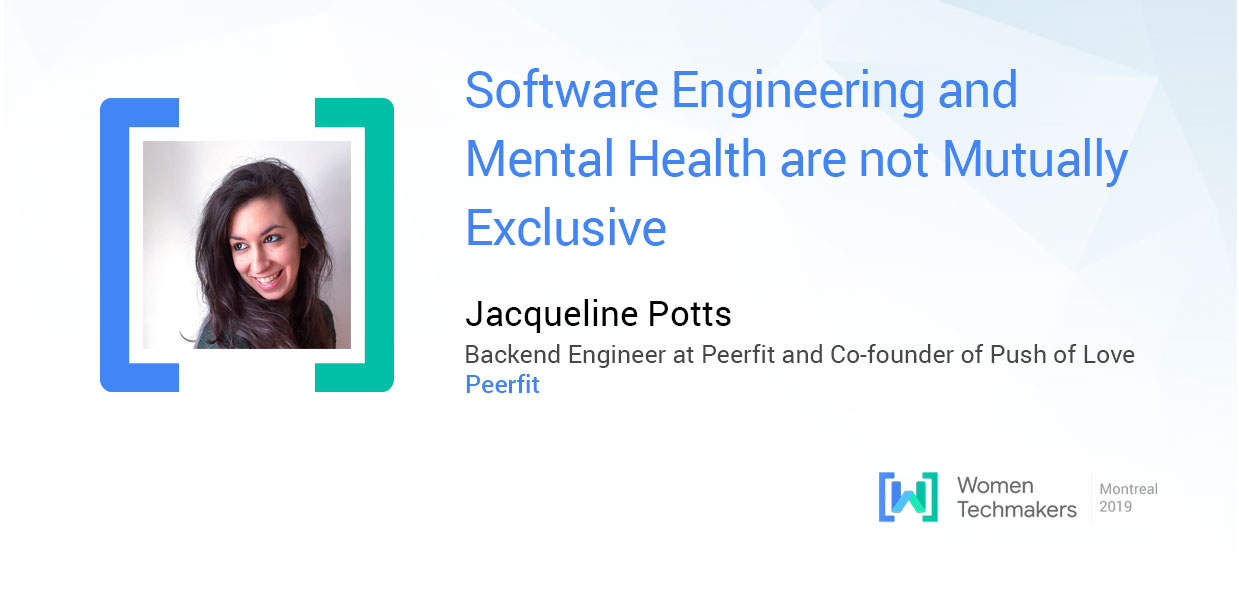 Software Engineering and
Mental Health are not Mutually
Exclusive
Jacqueline Potts
Backend Engineer at Peerfit and Co-founder of Push of Love
Peerfit
Women
Techmakers
Montreal
2019